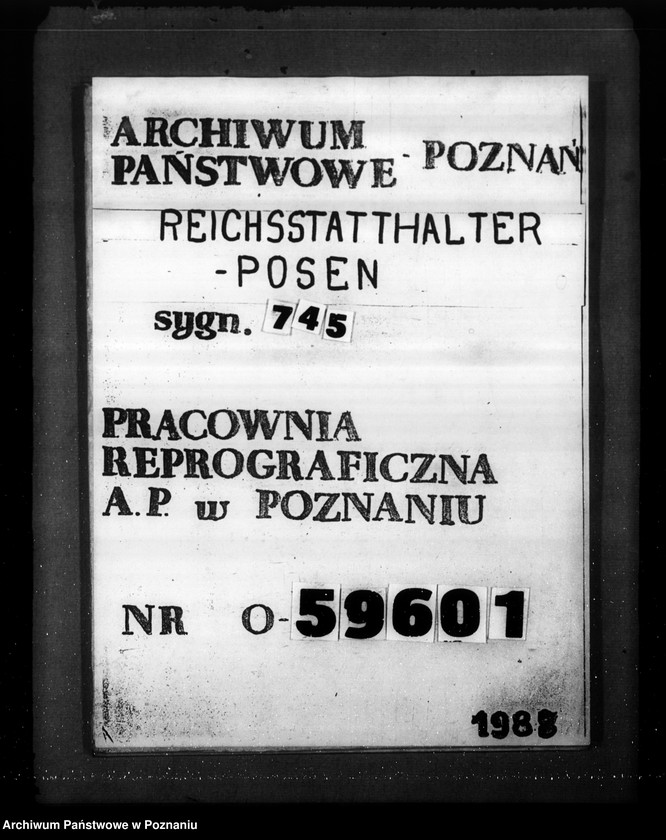 ARCHIWUM
PAŃSTWOWE - POZNAŃ
REICHSSTATTHALTER
-POSEN
sygn. 745
PRACOWNIA
REPROGRAFICZNA
A.P. w POZNANIU
NR O-59601
1988
Archiwum Państwowe w Poznaniu